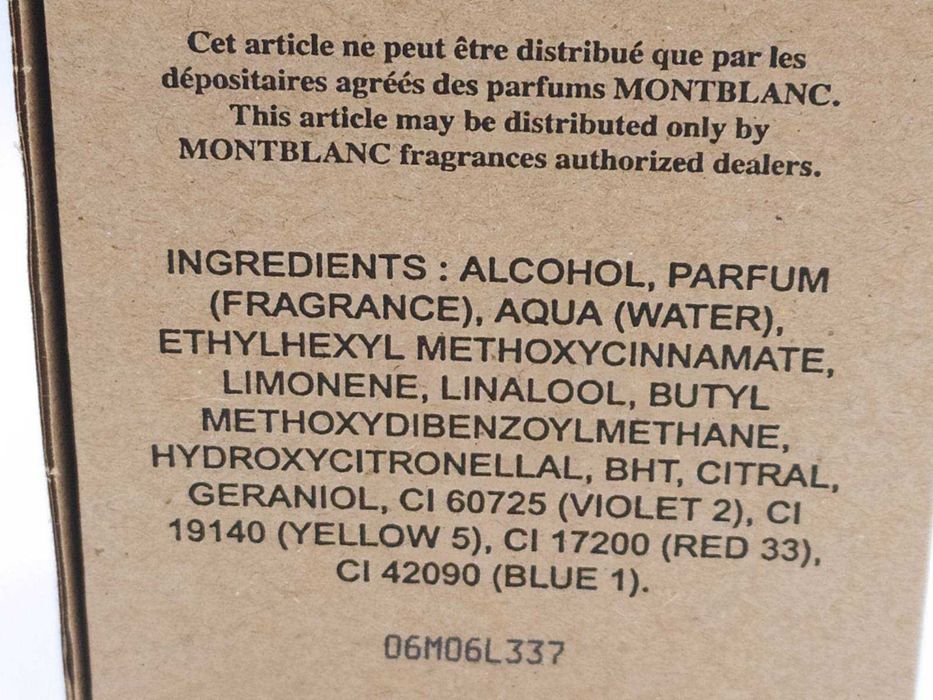 Cet article ne peut être distribué que par les
dépositaires agréés des parfums MONTBLANC.
This article may be distributed only by
MONTBLANC fragrances authorized dealers.
INGREDIENTS : ALCOHOL, PARFUM
(FRAGRANCE), AQUA (WATER),
ETHYLHEXYL METHOXYCINNAMATE,
LIMONENE, LINALOOL, BUTYL
METHOXYDIBENZOYLMETHANE,
HYDROXYCITRONELLAL, BHT, CITRAL,
GERANIOL, CI 60725 (VIOLET 2), CI
19140 (YELLOW 5), CI 17200 (RED 33),
CI 42090 (BLUE 1).
06M06L337